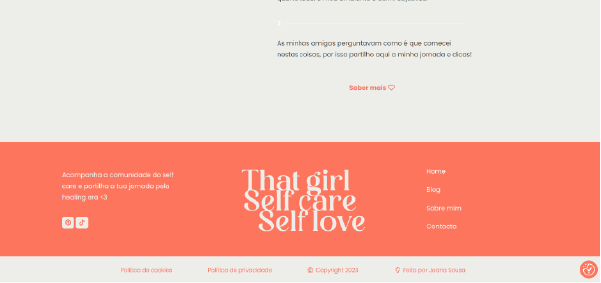 As minhas amigas perguntavam como é que comecei
nestas coisas, por isso partilho aqui a minha jornada e dicas!
Saber mais
Acompanha a comunidade do self
care e partilha a tua jornada pela
healing era <3
That girl
Self care
Self love
Home
Blog
Sobre mim
Contacto
Política de cookies
Política de privacidade
© Copyright 2023
Feito por Joana Sousa